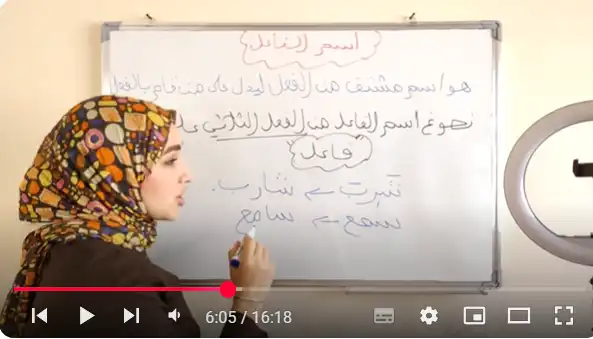 اسم الفاعل
هو اسم مشتق من الفعل ليدل على من قام بالفعل
نصوغ اسم الفاعل من الفعل الثلاثي على
فاعل
شرب ← شارب.
سمع ← سامع
6:05 / 16:18